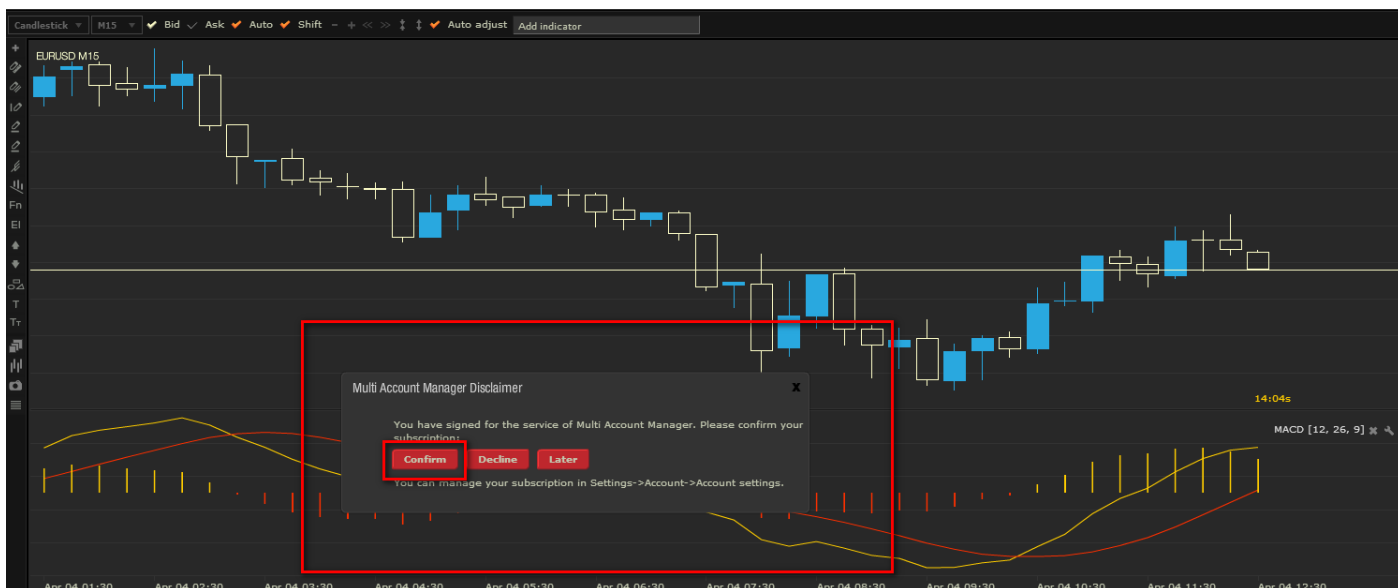 Candlestick M15 Bid Ask Auto Shift Auto adjust Add indicator
EURUSD M15
Fn
EI
T
TT
14:04s
MACD [12, 26, 9]
Multi Account Manager Disclaimer x
You have signed for the service of Multi Account Manager. Please confirm your
subscription:
Confirm Decline Later
You can manage your subscription in Settings->Account->Account settings.
Apr 04 01:30 Apr 04 02:30 Apr 04 03:30 Apr 04 04:30 Apr 04 05:30 Apr 04 06:30 Apr 04 07:30 Apr 04 08:30 Apr 04 09:30 Apr 04 10:30 Apr 04 11:30 Apr 04 12:30